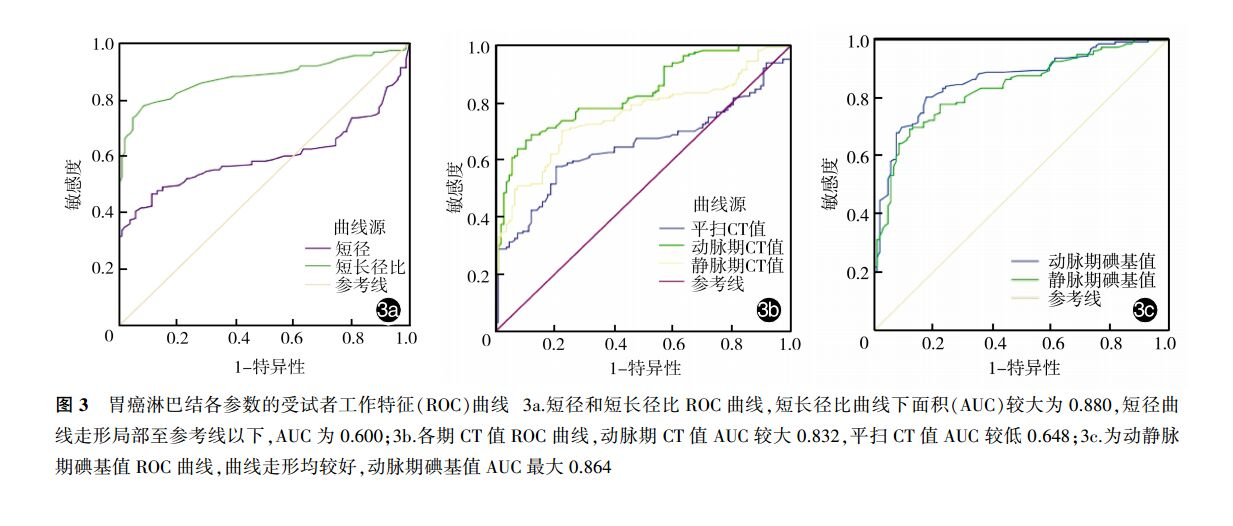 1.0
0.8
0.6
0.4
0.2
0
0.2
0.4
0.6
0.8
1.0
敏感度
1-特异性
曲线源
短径
短长径比
参考线
3a
1.0
0.8
0.6
0.4
0.2
0
0.2
0.4
0.6
0.8
1.0
敏感度
1-特异性
曲线源
平扫CT值
动脉期CT值
静脉期CT值
参考线
3b
1.0
0.8
0.6
0.4
0.2
0
0.2
0.4
0.6
0.8
1.0
敏感度
1-特异性
动脉期碘基值
静脉期碘基值
参考线
3c
图 3 胃癌淋巴结各参数的受试者工作特征(ROC)曲线 3a.短径和短长径比 ROC 曲线,短长径比曲线下面积(AUC)较大为 0.880,短径曲
线走形局部至参考线以下,AUC 为 0.600;3b.各期 CT 值 ROC 曲线,动脉期 CT 值 AUC 较大 0.832,平扫 CT 值 AUC 较低 0.648;3c.为动静脉
期碘基值 ROC 曲线,曲线走形均较好,动脉期碘基值 AUC 最大 0.864